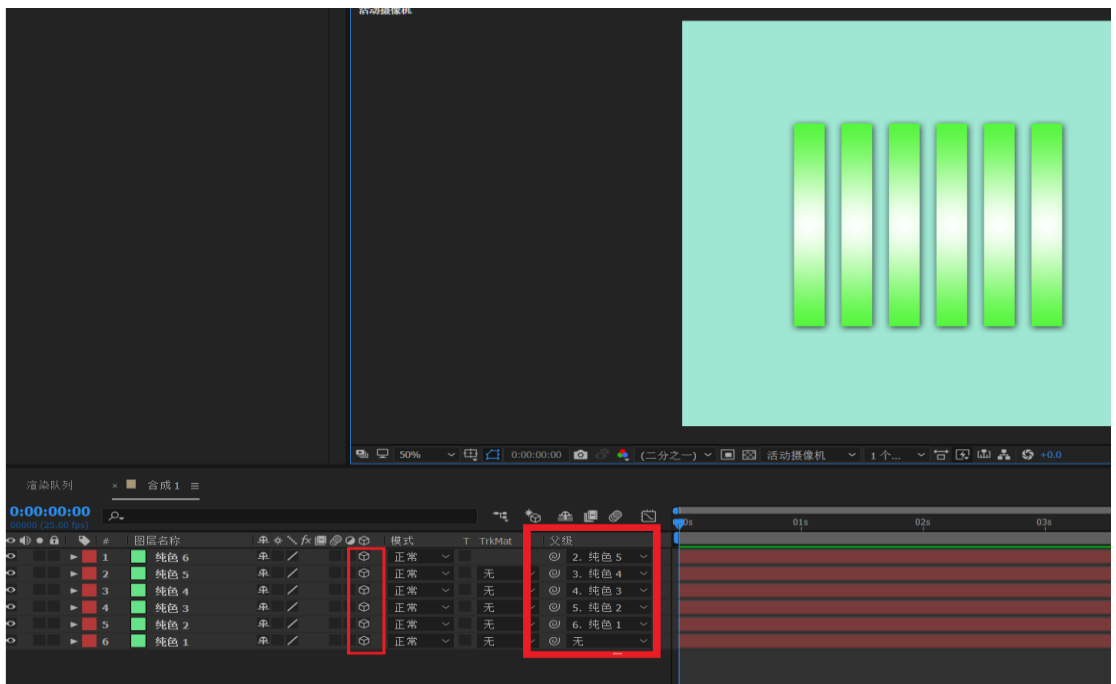 活动摄像机
50% 0:00:00:00 (二分之一) 活动摄像机 1个... +0.0
渲染队列 × 合成 1 ≡
0:00:00:00
00000 (25.00 fps)
0s 01s 02s 03s
# 图层名称 模式 T TrkMat 父级
1 纯色 6 正常 2. 纯色 5
2 纯色 5 正常 无 3. 纯色 4
3 纯色 4 正常 无 4. 纯色 3
4 纯色 3 正常 无 5. 纯色 2
5 纯色 2 正常 无 6. 纯色 1
6 纯色 1 正常 无 无